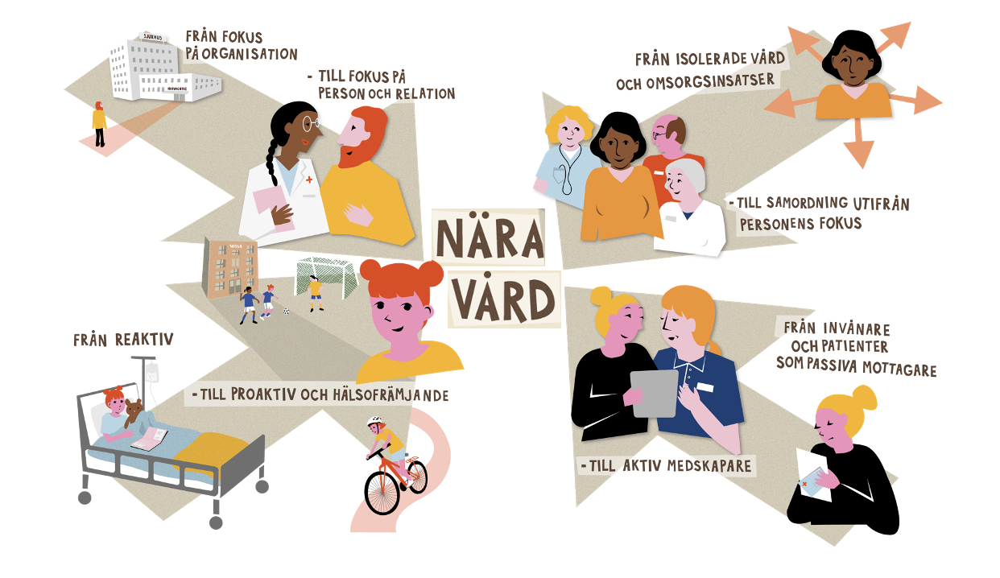 SJUKHUS
FRÅN FOKUS
PÅ ORGANISATION
- TILL FOKUS PÅ
PERSON OCH RELATION
FRÅN ISOLERADE VÅRD
OCH OMSORGSINSATSER
- TILL SAMORDNING UTIFRÅN
PERSONENS FOKUS
NÄRA
VÅRD
SKOLA
FRÅN REAKTIV
- TILL PROAKTIV OCH HÄLSOFRÄMJANDE
FRÅN INVÅNARE
OCH PATIENTER
SOM PASSIVA MOTTAGARE
- TILL AKTIV MEDSKAPARE